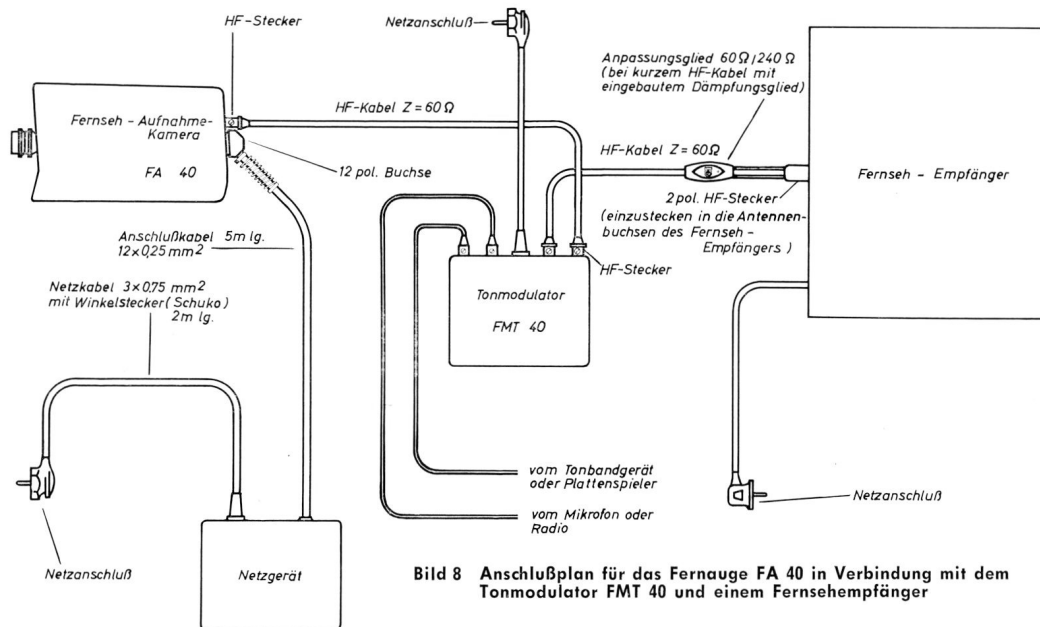 HF-Stecker
Netzanschluß
Anpassungsglied 60Ω/240Ω
(bei kurzem HF-Kabel mit
eingebautem Dämpfungsglied)
HF-Kabel Z = 60Ω
Fernseh - Aufnahme-
Kamera
FA 40
12 pol. Buchse
HF-Kabel Z = 60Ω
Fernseh - Empfänger
2 pol. HF-Stecker
(einzustecken in die Antennen-
buchsen des Fernseh-
Empfängers)
Anschlußkabel 5m lg.
12×0,25 mm²
HF-Stecker
Netzkabel 3×0,75 mm²
mit Winkelstecker (Schuko)
2m lg.
Tonmodulator
FMT 40
vom Tonbandgerät
oder Plattenspieler
vom Mikrofon oder
Radio
Netzanschluß
Netzanschluß
Netzgerät
Bild 8 Anschlußplan für das Fernauge FA 40 in Verbindung mit dem
Tonmodulator FMT 40 und einem Fernsehempfänger